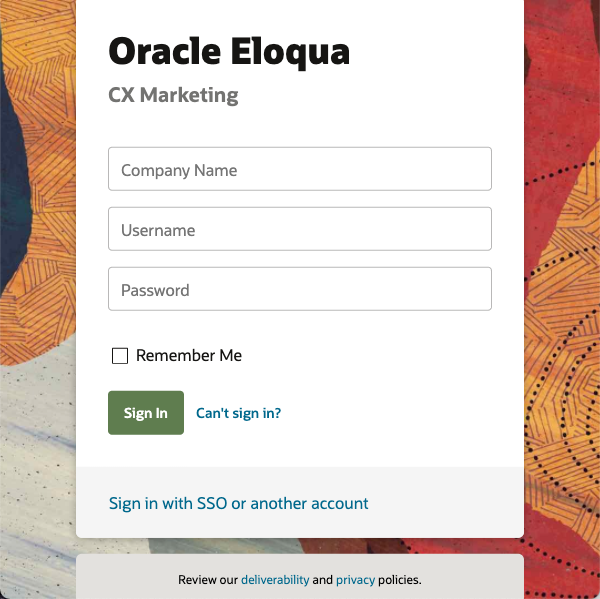 Oracle Eloqua
CX Marketing
Company Name
Username
Password
Remember Me
Sign In Can't sign in?
Sign in with SSO or another account
Review our deliverability and privacy policies.